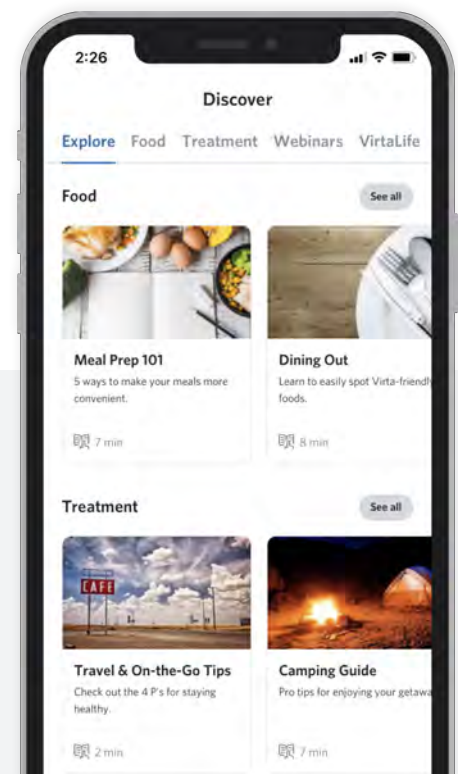 2:26
Discover
Explore Food Treatment Webinars VirtaLife
Food
See all
Meal Prep 101
5 ways to make your meals more
convenient.
7 min
Dining Out
Learn to easily spot Virta-friendly
foods.
8 min
Treatment
See all
CAFE
Travel & On-the-Go Tips
Check out the 4 P's for staying
healthy.
2 min
Camping Guide
Pro tips for enjoying your getawa
7 min